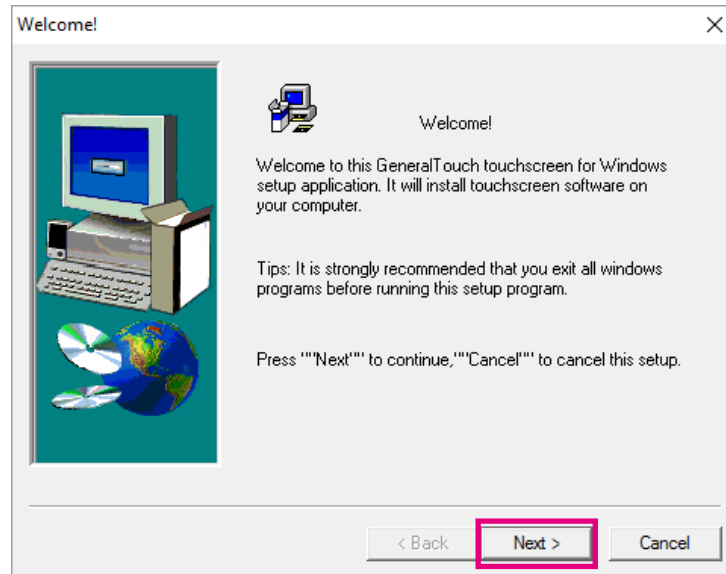 Welcome!
Welcome!
Welcome to this GeneralTouch touchscreen for Windows
setup application. It will install touchscreen software on
your computer.
Tips: It is strongly recommended that you exit all windows
programs before running this setup program.
Press ""Next"" to continue,""Cancel"" to cancel this setup.
< Back
Next >
Cancel